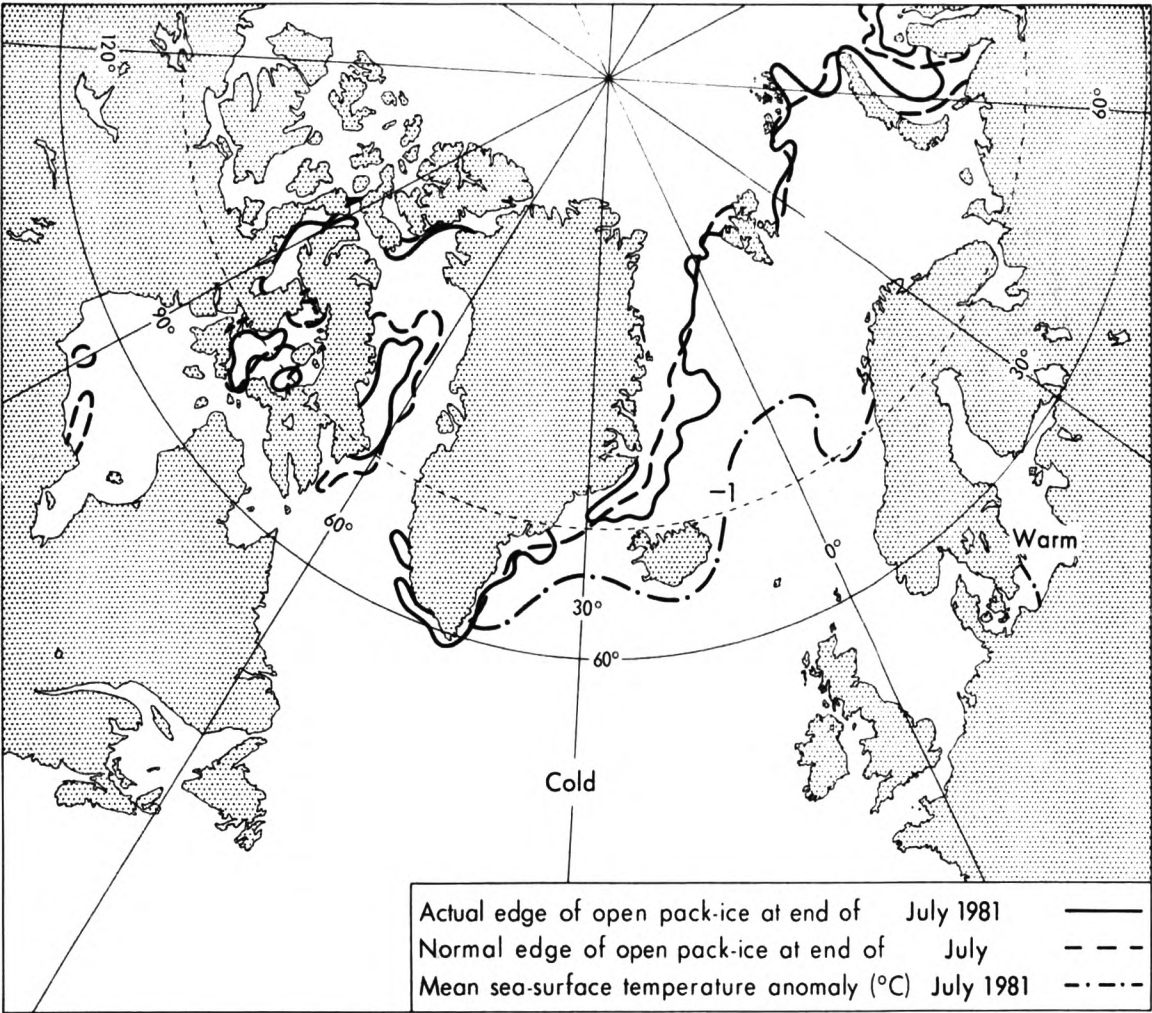 120°
60°
90°
30°
-1
60°
0°
Warm
30°
60°
Cold
Actual edge of open pack-ice at end of July 1981
Normal edge of open pack-ice at end of July
Mean sea-surface temperature anomaly (°C) July 1981